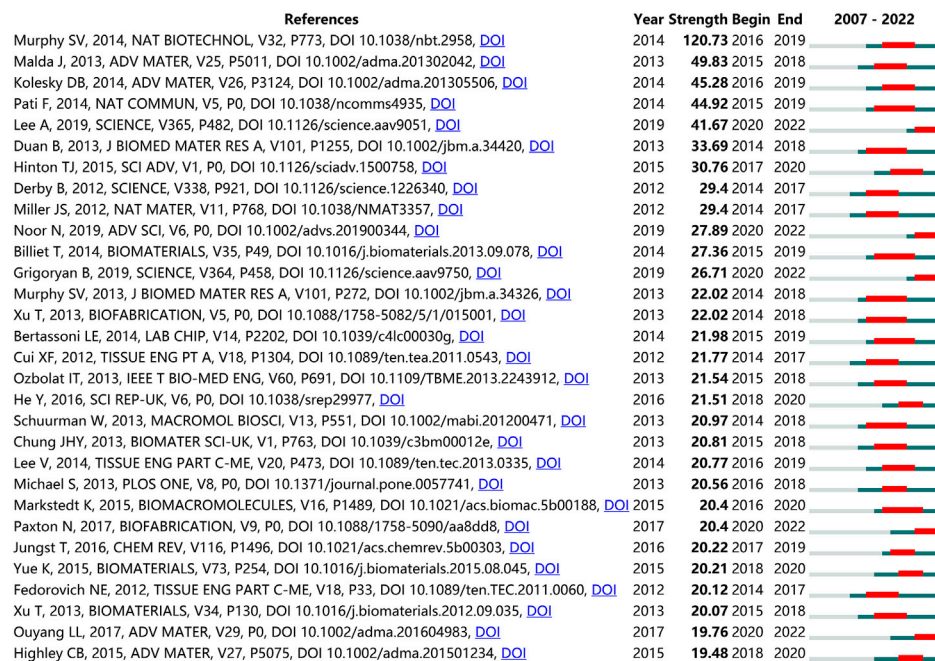 References Year Strength Begin End 2007 - 2022
Murphy SV, 2014, NAT BIOTECHNOL, V32, P773, DOI 10.1038/nbt.2958, DOI 2014 120.73 2016 2019
Malda J, 2013, ADV MATER, V25, P5011, DOI 10.1002/adma.201302042, DOI 2013 49.83 2015 2018
Kolesky DB, 2014, ADV MATER, V26, P3124, DOI 10.1002/adma.201305506, DOI 2014 45.28 2016 2019
Pati F, 2014, NAT COMMUN, V5, P0, DOI 10.1038/ncomms4935, DOI 2014 44.92 2015 2019
Lee A, 2019, SCIENCE, V365, P482, DOI 10.1126/science.aav9051, DOI 2019 41.67 2020 2022
Duan B, 2013, J BIOMED MATER RES A, V101, P1255, DOI 10.1002/jbm.a.34420, DOI 2013 33.69 2014 2018
Hinton TJ, 2015, SCI ADV, V1, P0, DOI 10.1126/sciadv.1500758, DOI 2015 30.76 2017 2020
Derby B, 2012, SCIENCE, V338, P921, DOI 10.1126/science.1226340, DOI 2012 29.4 2014 2017
Miller JS, 2012, NAT MATER, V11, P768, DOI 10.1038/NMAT3357, DOI 2012 29.4 2014 2017
Noor N, 2019, ADV SCI, V6, P0, DOI 10.1002/advs.201900344, DOI 2019 27.89 2020 2022
Billiet T, 2014, BIOMATERIALS, V35, P49, DOI 10.1016/j.biomaterials.2013.09.078, DOI 2014 27.36 2015 2019
Grigoryan B, 2019, SCIENCE, V364, P458, DOI 10.1126/science.aav9750, DOI 2019 26.71 2020 2022
Murphy SV, 2013, J BIOMED MATER RES A, V101, P272, DOI 10.1002/jbm.a.34326, DOI 2013 22.02 2014 2018
Xu T, 2013, BIOFABRICATION, V5, P0, DOI 10.1088/1758-5082/5/1/015001, DOI 2013 22.02 2014 2018
Bertassoni LE, 2014, LAB CHIP, V14, P2202, DOI 10.1039/c4lc00030g, DOI 2014 21.98 2015 2019
Cui XF, 2012, TISSUE ENG PT A, V18, P1304, DOI 10.1089/ten.tea.2011.0543, DOI 2012 21.77 2014 2017
Ozbolat IT, 2013, IEEE T BIO-MED ENG, V60, P691, DOI 10.1109/TBME.2013.2243912, DOI 2013 21.54 2015 2018
He Y, 2016, SCI REP-UK, V6, P0, DOI 10.1038/srep29977, DOI 2016 21.51 2018 2020
Schuurman W, 2013, MACROMOL BIOSCI, V13, P551, DOI 10.1002/mabi.201200471, DOI 2013 20.97 2014 2018
Chung JHY, 2013, BIOMATER SCI-UK, V1, P763, DOI 10.1039/c3bm00012e, DOI 2013 20.81 2015 2018
Lee V, 2014, TISSUE ENG PART C-ME, V20, P473, DOI 10.1089/ten.tec.2013.0335, DOI 2014 20.77 2016 2019
Michael S, 2013, PLOS ONE, V8, P0, DOI 10.1371/journal.pone.0057741, DOI 2013 20.56 2016 2018
Markstedt K, 2015, BIOMACROMOLECULES, V16, P1489, DOI 10.1021/acs.biomac.5b00188, DOI 2015 20.4 2016 2020
Paxton N, 2017, BIOFABRICATION, V9, P0, DOI 10.1088/1758-5090/aa8dd8, DOI 2017 20.4 2020 2022
Jungst T, 2016, CHEM REV, V116, P1496, DOI 10.1021/acs.chemrev.5b00303, DOI 2016 20.22 2017 2019
Yue K, 2015, BIOMATERIALS, V73, P254, DOI 10.1016/j.biomaterials.2015.08.045, DOI 2015 20.21 2018 2020
Fedorovich NE, 2012, TISSUE ENG PART C-ME, V18, P33, DOI 10.1089/ten.TEC.2011.0060, DOI 2012 20.12 2014 2017
Xu T, 2013, BIOMATERIALS, V34, P130, DOI 10.1016/j.biomaterials.2012.09.035, DOI 2013 20.07 2015 2018
Ouyang LL, 2017, ADV MATER, V29, P0, DOI 10.1002/adma.201604983, DOI 2017 19.76 2020 2022
Highley CB, 2015, ADV MATER, V27, P5075, DOI 10.1002/adma.201501234, DOI 2015 19.48 2018 2020